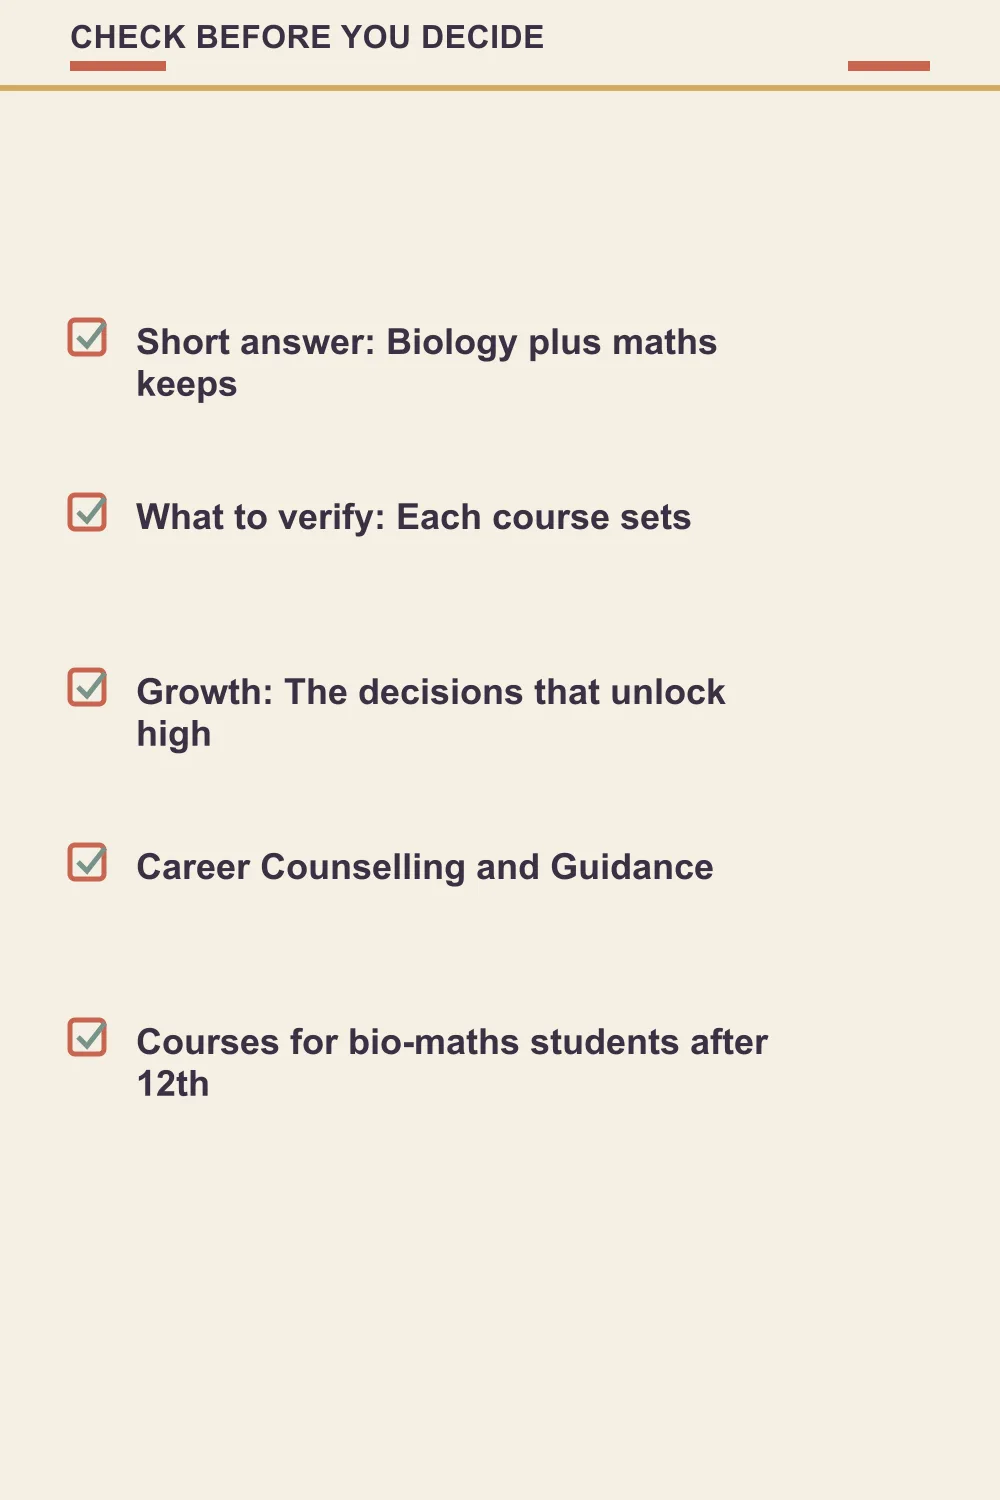 CHECK BEFORE YOU DECIDE
Short answer: Biology plus maths
keeps
What to verify: Each course sets
Growth: The decisions that unlock
high
Career Counselling and Guidance
Courses for bio-maths students after
12th